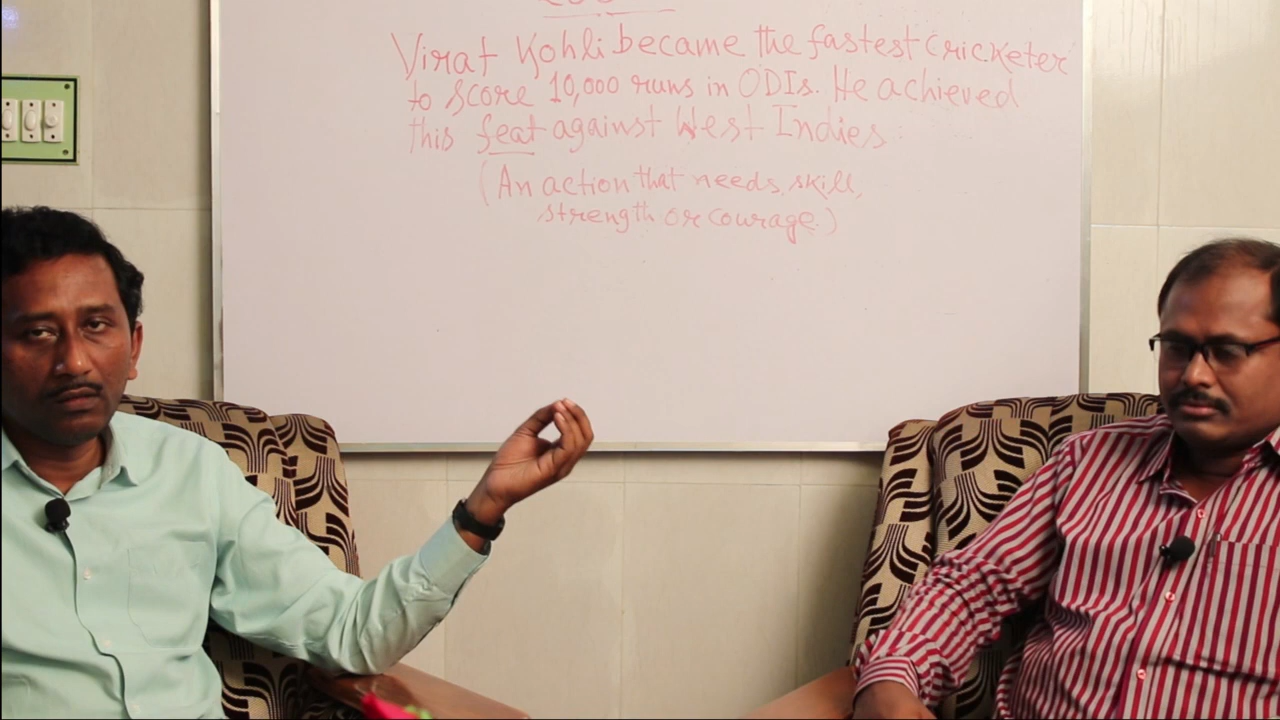 Virat Kohli became the fastest cricketer
to score 10,000 runs in ODIs. He achieved
this feat against West Indies
(An action that needs skill,
strength or courage.)